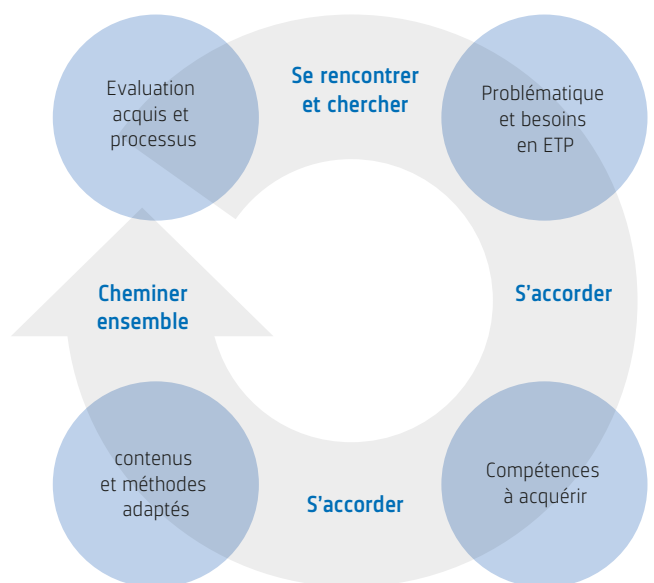 Evaluation
acquis et
processus
Se rencontrer
et chercher
Problématique
et besoins
en ETP
Cheminer
ensemble
S'accorder
contenus
et méthodes
adaptés
S'accorder
Compétences
à acquérir